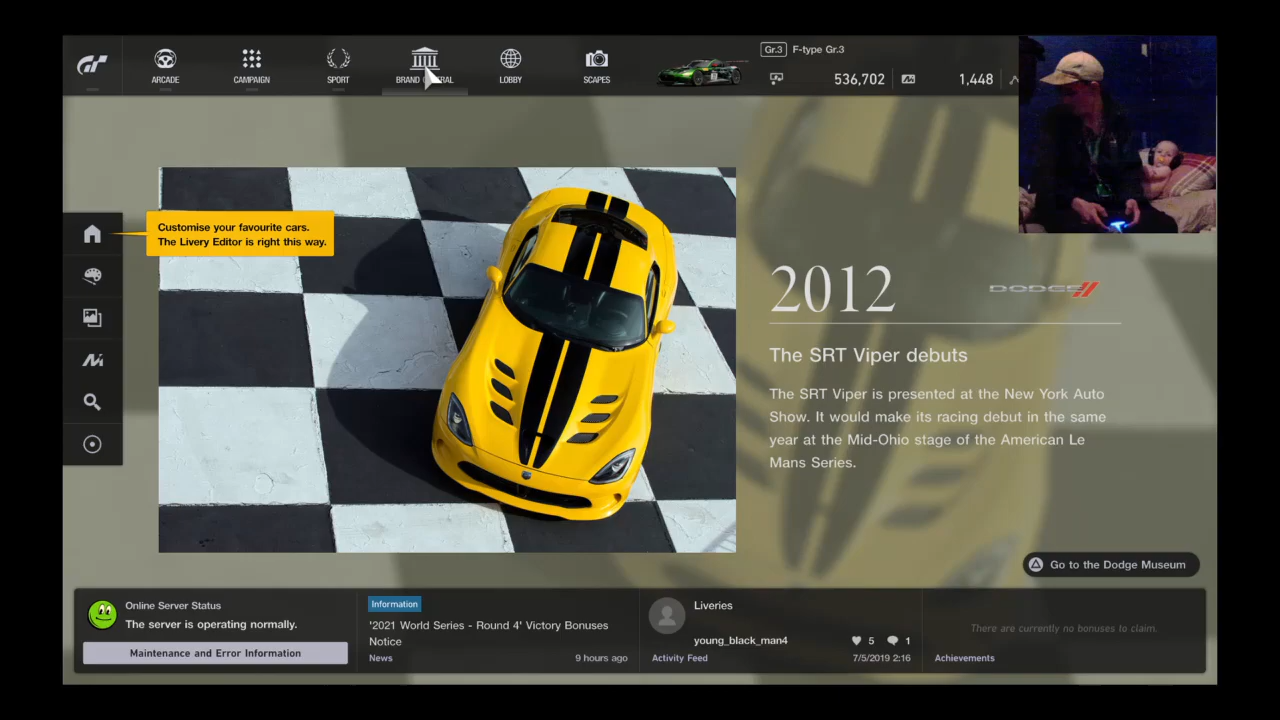 ARCADE
CAMPAIGN
SPORT
BRAND CENTRAL
LOBBY
SCAPES
Gr.3 F-type Gr.3
536,702
1,448
Customise your favourite cars.
The Livery Editor is right this way.
2012
DODGE
The SRT Viper debuts
The SRT Viper is presented at the New York Auto
Show. It would make its racing debut in the same
year at the Mid-Ohio stage of the American Le
Mans Series.
Go to the Dodge Museum
Online Server Status
The server is operating normally.
Maintenance and Error Information
Information
'2021 World Series - Round 4' Victory Bonuses
Notice
News 9 hours ago
Liveries
young_black_man4 5 1
Activity Feed 7/5/2019 2:16
There are currently no bonuses to claim.
Achievements